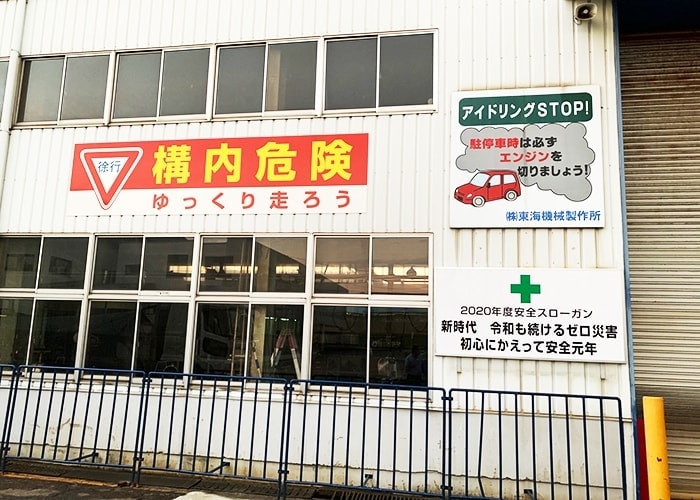 徐行
構内危険
ゆっくり走ろう
アイドリングSTOP!
駐停車時は必ず
エンジンを
切りましょう!
㈱東海機械製作所
2020年度安全スローガン
新時代 令和も続けるゼロ災害
初心にかえって安全元年